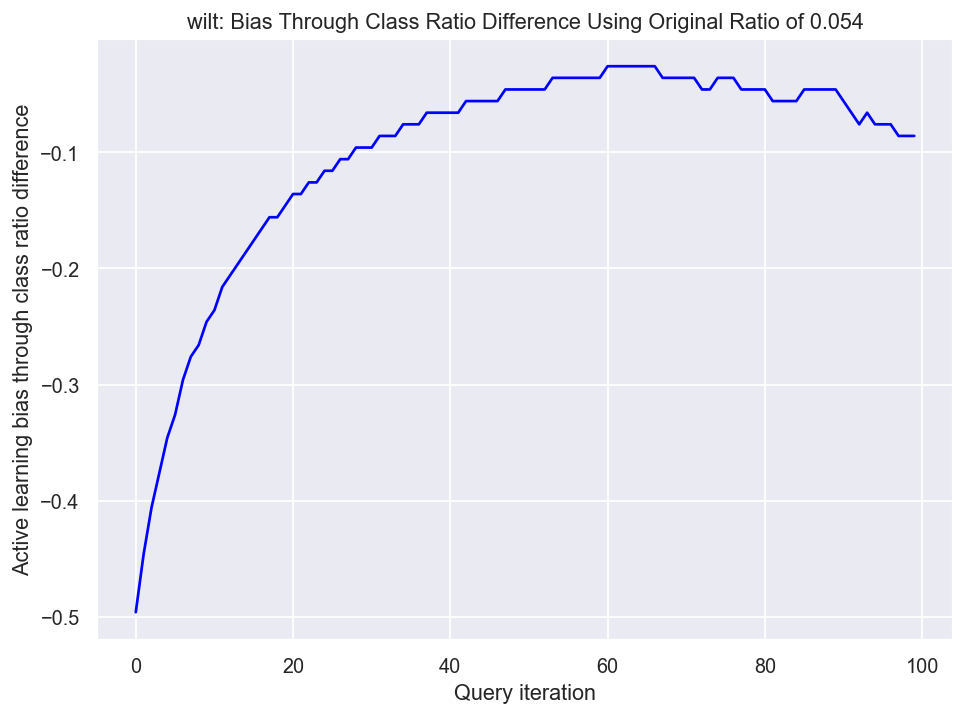 wilt: Bias Through Class Ratio Difference Using Original Ratio of 0.054
Active learning bias through class ratio difference
−0.1
−0.2
−0.3
−0.4
−0.5
0 20 40 60 80 100
Query iteration